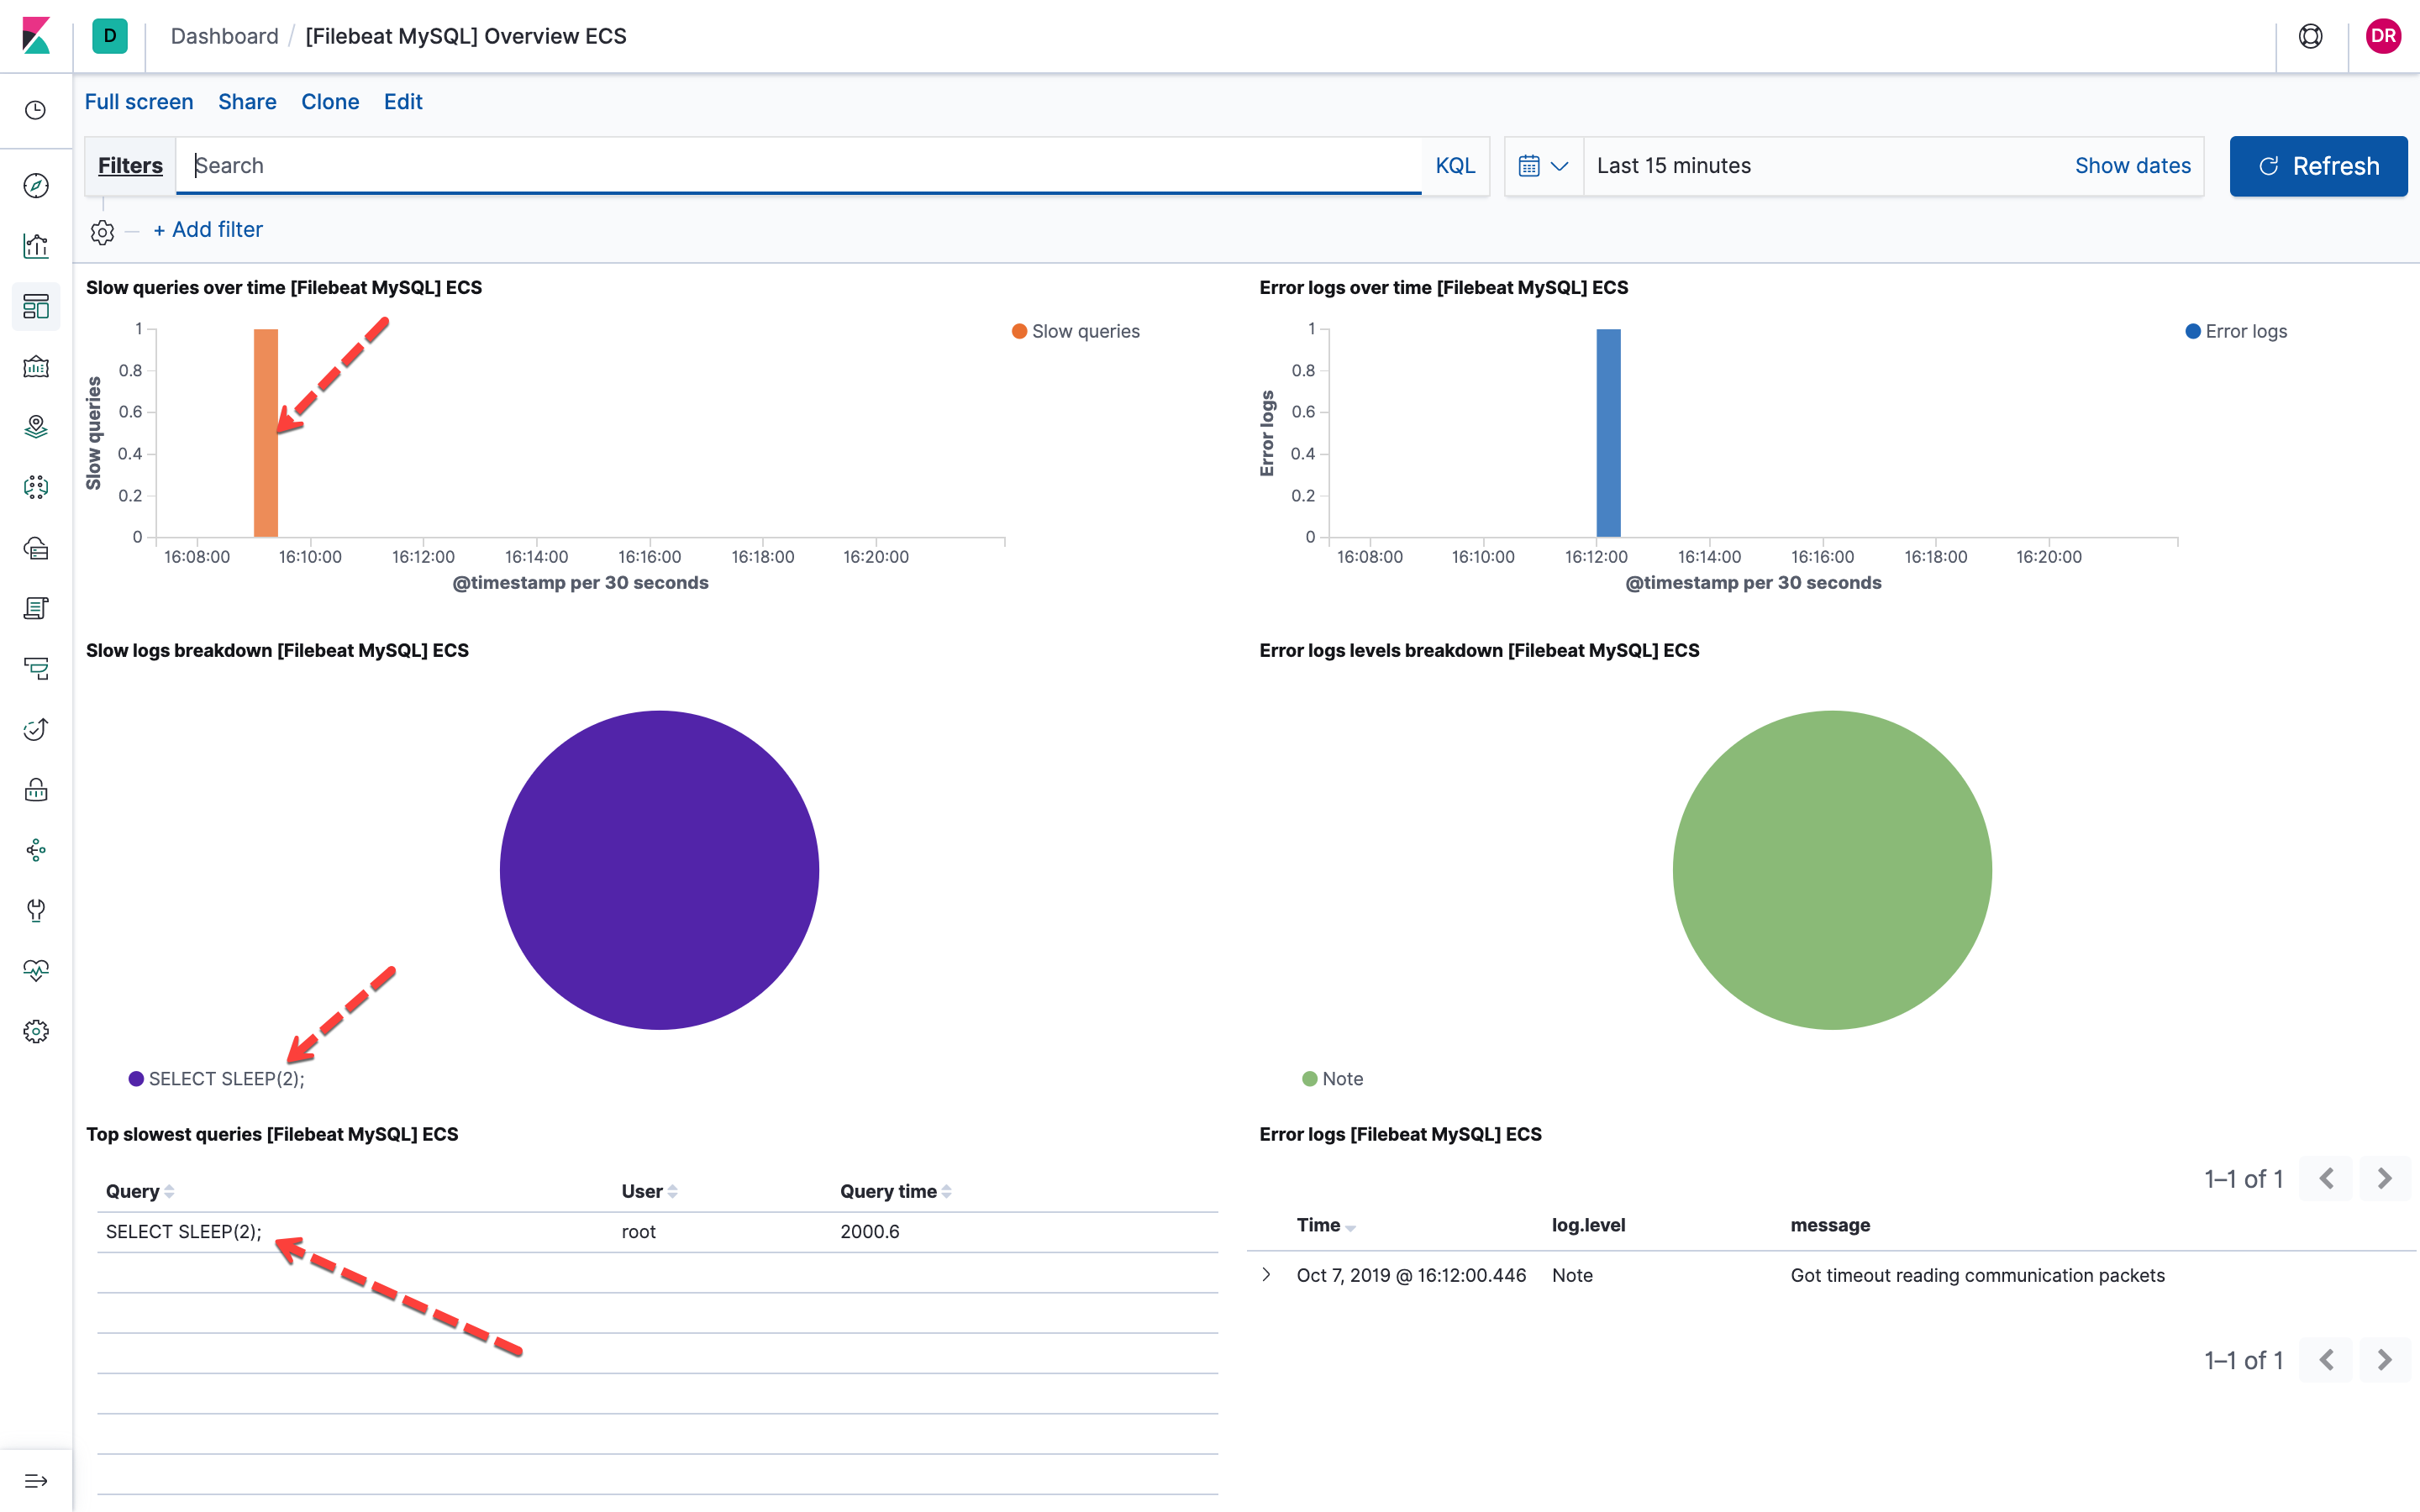 D Dashboard / [Filebeat MySQL] Overview ECS DR
Full screen Share Clone Edit
Filters Search KQL Last 15 minutes Show dates Refresh
+ Add filter
Slow queries over time [Filebeat MySQL] ECS
Slow queries
1
0.8
0.6
0.4
0.2
0
Slow queries
16:08:00 16:10:00 16:12:00 16:14:00 16:16:00 16:18:00 16:20:00
@timestamp per 30 seconds
Error logs over time [Filebeat MySQL] ECS
Error logs
1
0.8
0.6
0.4
0.2
0
Error logs
16:08:00 16:10:00 16:12:00 16:14:00 16:16:00 16:18:00 16:20:00
@timestamp per 30 seconds
Slow logs breakdown [Filebeat MySQL] ECS
SELECT SLEEP(2);
Error logs levels breakdown [Filebeat MySQL] ECS
Note
Top slowest queries [Filebeat MySQL] ECS
Query User Query time
SELECT SLEEP(2); root 2000.6
Error logs [Filebeat MySQL] ECS
1–1 of 1
Time log.level message
Oct 7, 2019 @ 16:12:00.446 Note Got timeout reading communication packets
1–1 of 1